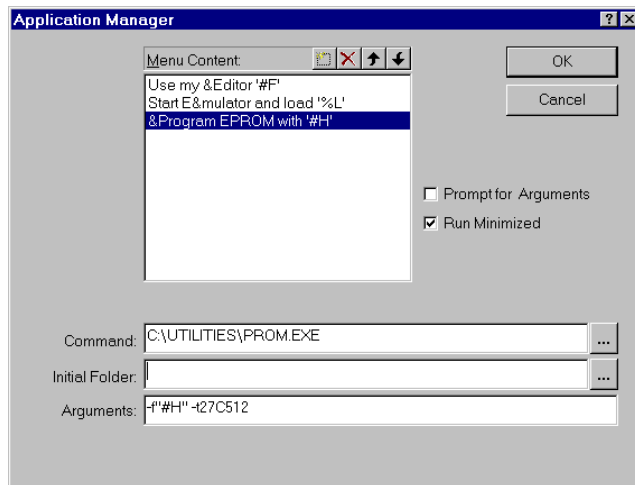 Application Manager
Menu Content:
OK
Use my &Editor '#F'
Start E&mulator and load '%L'
&Program EPROM with '#H'
Cancel
Prompt for Arguments
Run Minimized
Command: C:\UTILITIES\PROM.EXE ...
Initial Folder: ...
Arguments: -f"#H" -t27C512